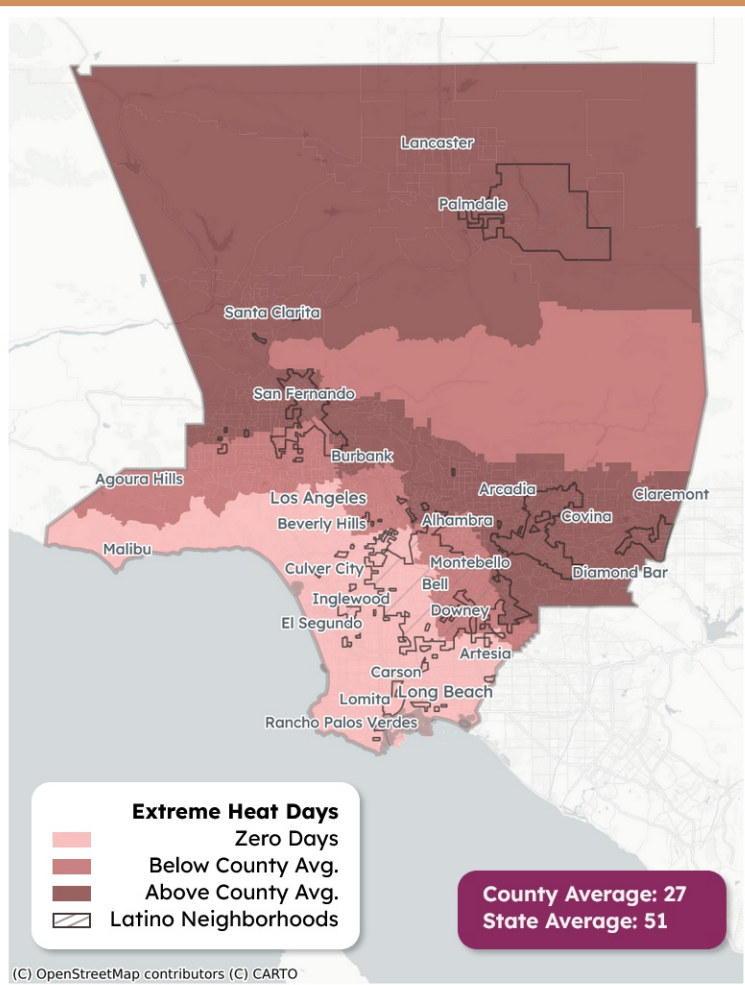 Lancaster
Palmdale
Santa Clarita
San Fernando
Burbank
Agoura Hills
Arcadia
Claremont
Los Angeles
Beverly Hills
Alhambra
Covina
Malibu
Culver City
Montebello
Diamond Bar
Bell
Inglewood
Downey
El Segundo
Artesia
Carson
Lomita
Long Beach
Rancho Palos Verdes
Extreme Heat Days
Zero Days
Below County Avg.
Above County Avg.
Latino Neighborhoods
County Average: 27
State Average: 51
(C) OpenStreetMap contributors (C) CARTO